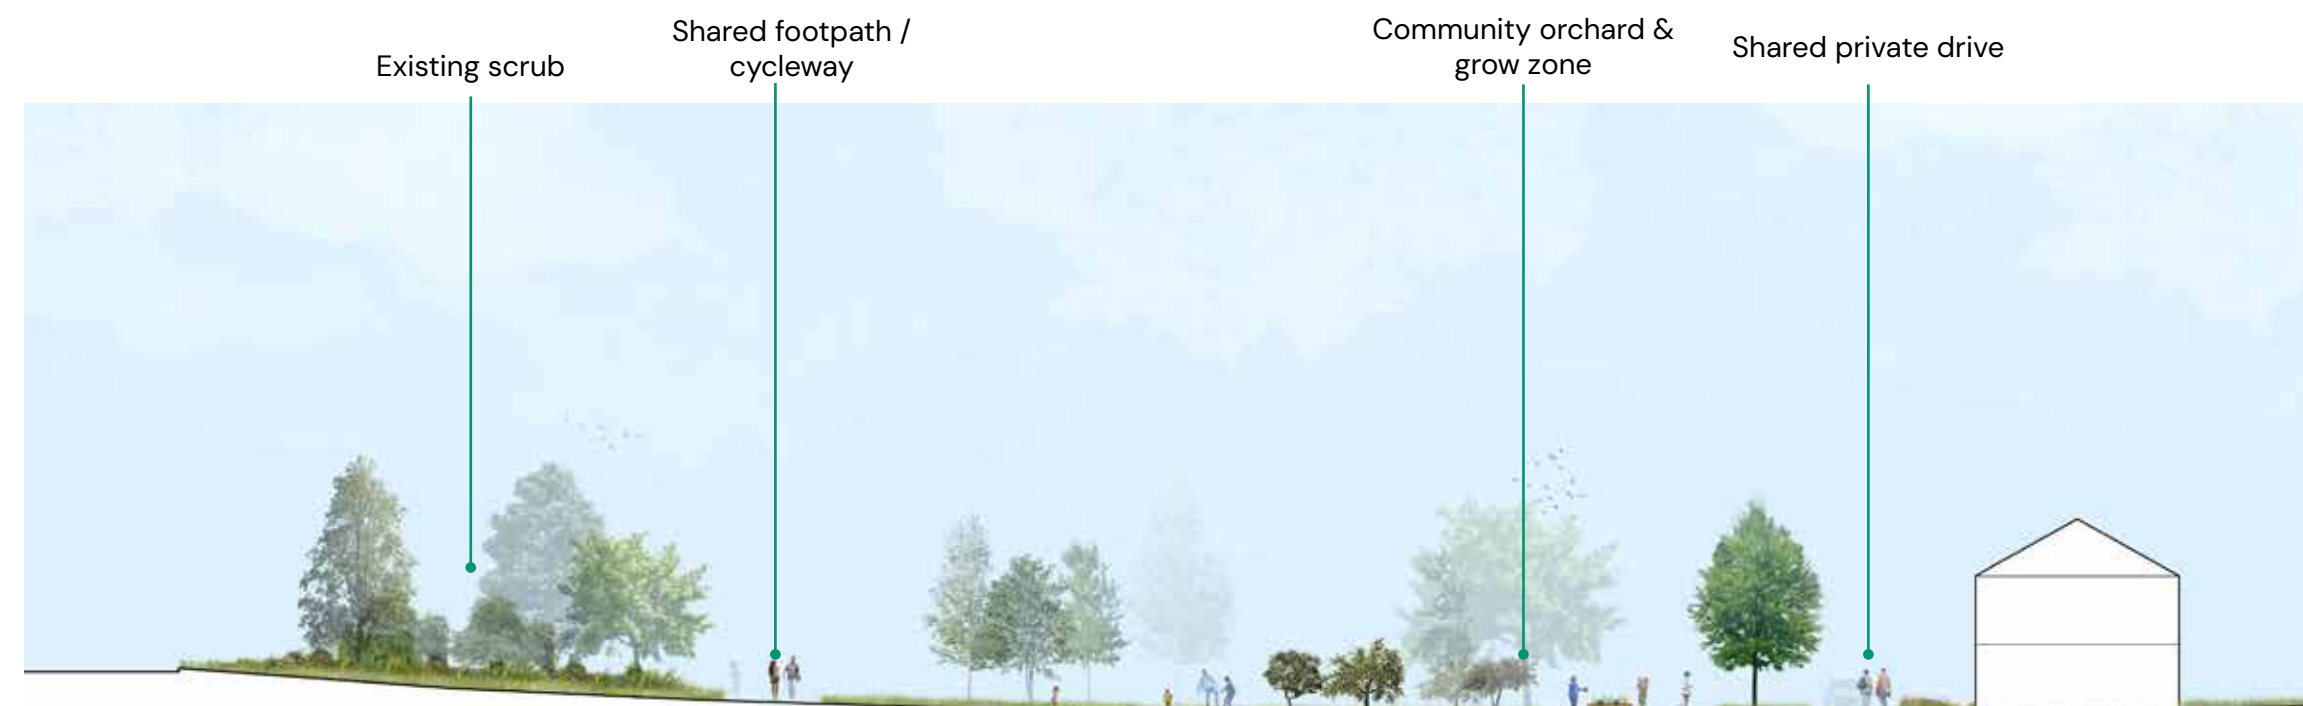 Existing scrub
Shared footpath /
cycleway
Community orchard &
grow zone
Shared private drive